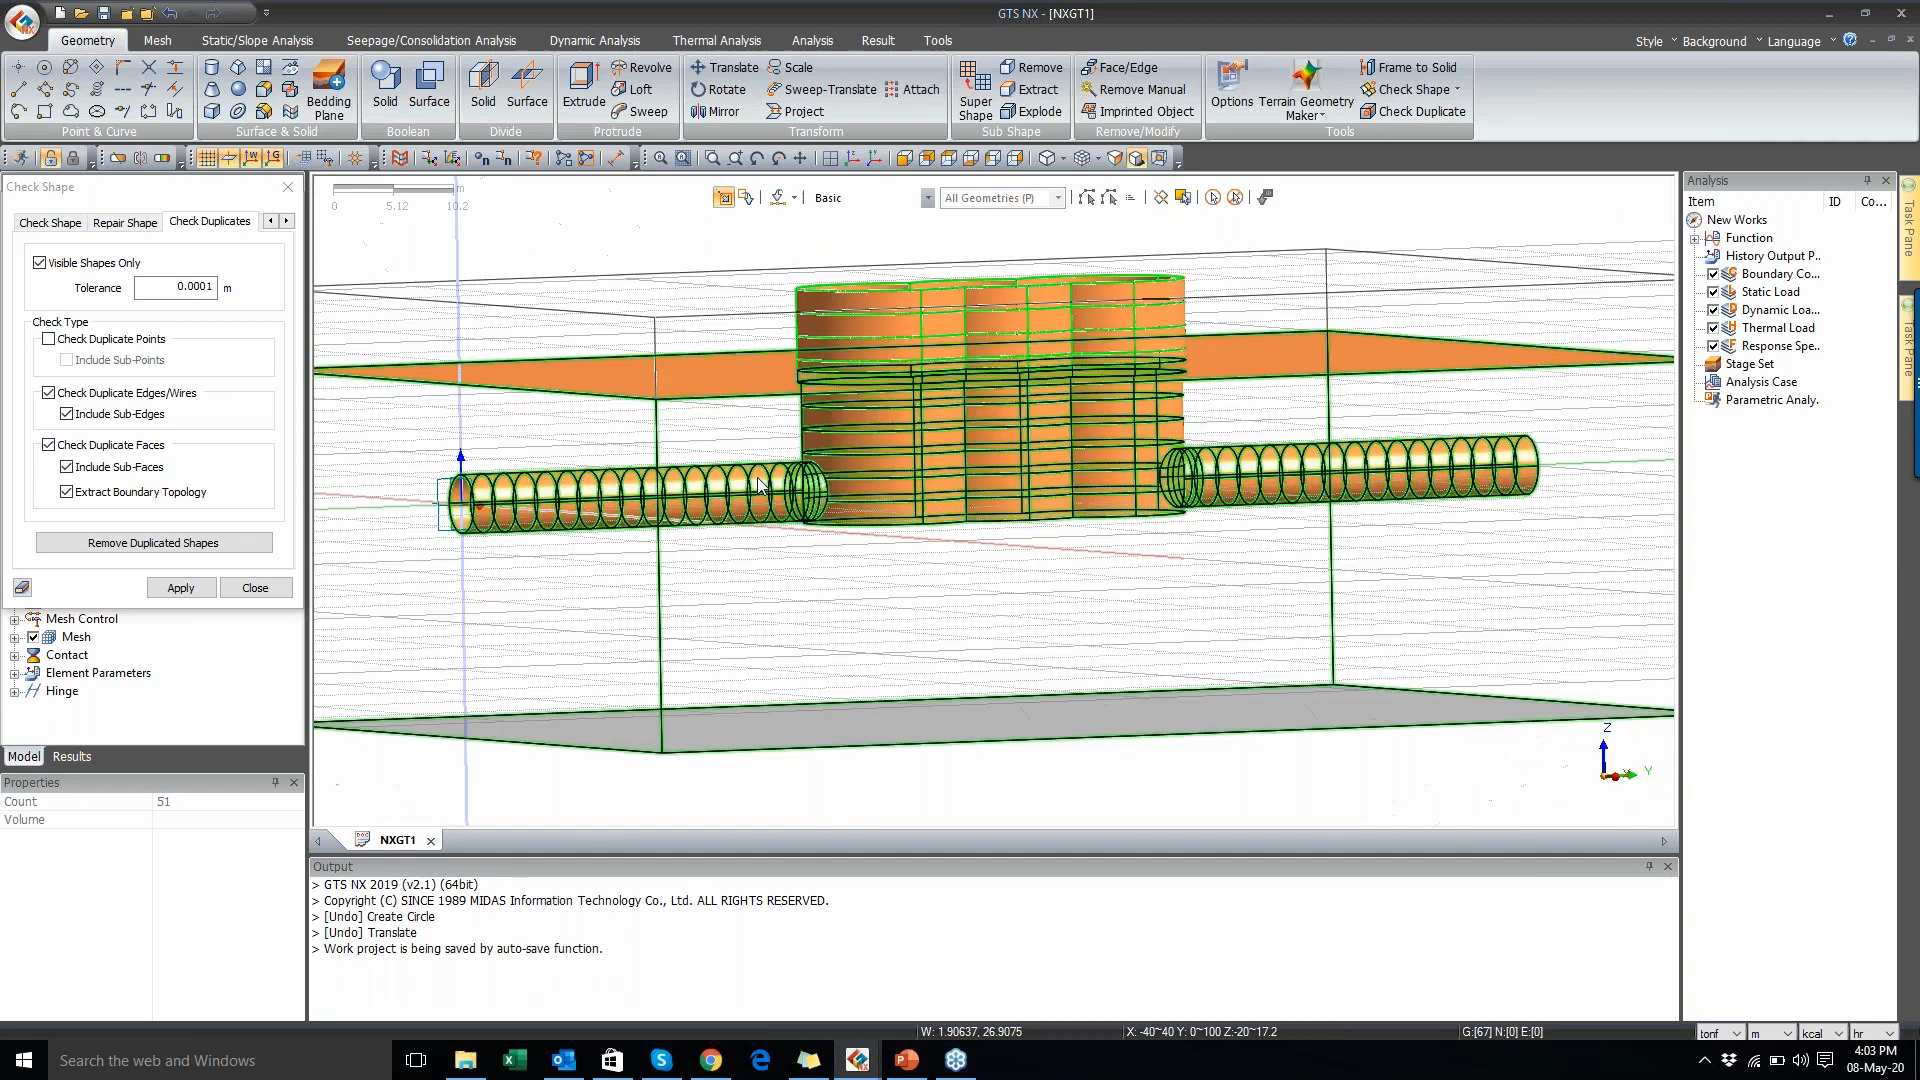 GTS NX - [NXGT1]
Geometry Mesh Static/Slope Analysis Seepage/Consolidation Analysis Dynamic Analysis Thermal Analysis Analysis Result Tools
Style Background Language
Solid Surface
Solid Surface
Extrude
Revolve
Loft
Sweep
Translate Scale
Rotate Sweep-Translate Attach
Mirror Project
Super Shape
Remove
Extract
Explode
Face/Edge
Remove Manual
Imprinted Object
Options
Terrain Geometry Maker
Frame to Solid
Check Shape
Check Duplicate
Bedding Plane
Point & Curve Surface & Solid Boolean Divide Protrude Transform Sub Shape Remove/Modify Tools
Check Shape
Check Shape Repair Shape Check Duplicates
Visible Shapes Only
Tolerance 0.0001 m
Check Type
Check Duplicate Points
Include Sub-Points
Check Duplicate Edges/Wires
Include Sub-Edges
Check Duplicate Faces
Include Sub-Faces
Extract Boundary Topology
Remove Duplicated Shapes
Apply Close
Mesh Control
Mesh
Contact
Element Parameters
Hinge
Model Results
Properties
Count 51
Volume
m
0 5.12 10.2
Basic
All Geometries (P)
Z
Y
NXGT1
Output
> GTS NX 2019 (v2.1) (64bit)
> Copyright (C) SINCE 1989 MIDAS Information Technology Co., Ltd. ALL RIGHTS RESERVED.
> [Undo] Create Circle
> [Undo] Translate
> Work project is being saved by auto-save function.
Analysis
Item ID Co...
New Works
Function
History Output P..
Boundary Co...
Static Load
Dynamic Loa...
Thermal Load
Response Spe..
Stage Set
Analysis Case
Parametric Analy.
Task Pane
Task Pane
W: 1.90637, 26.9075 X: -40~40 Y: 0~100 Z:-20~17.2 G:[67] N:[0] E:[0] tonf m kcal hr
Search the web and Windows
4:03 PM
08-May-20